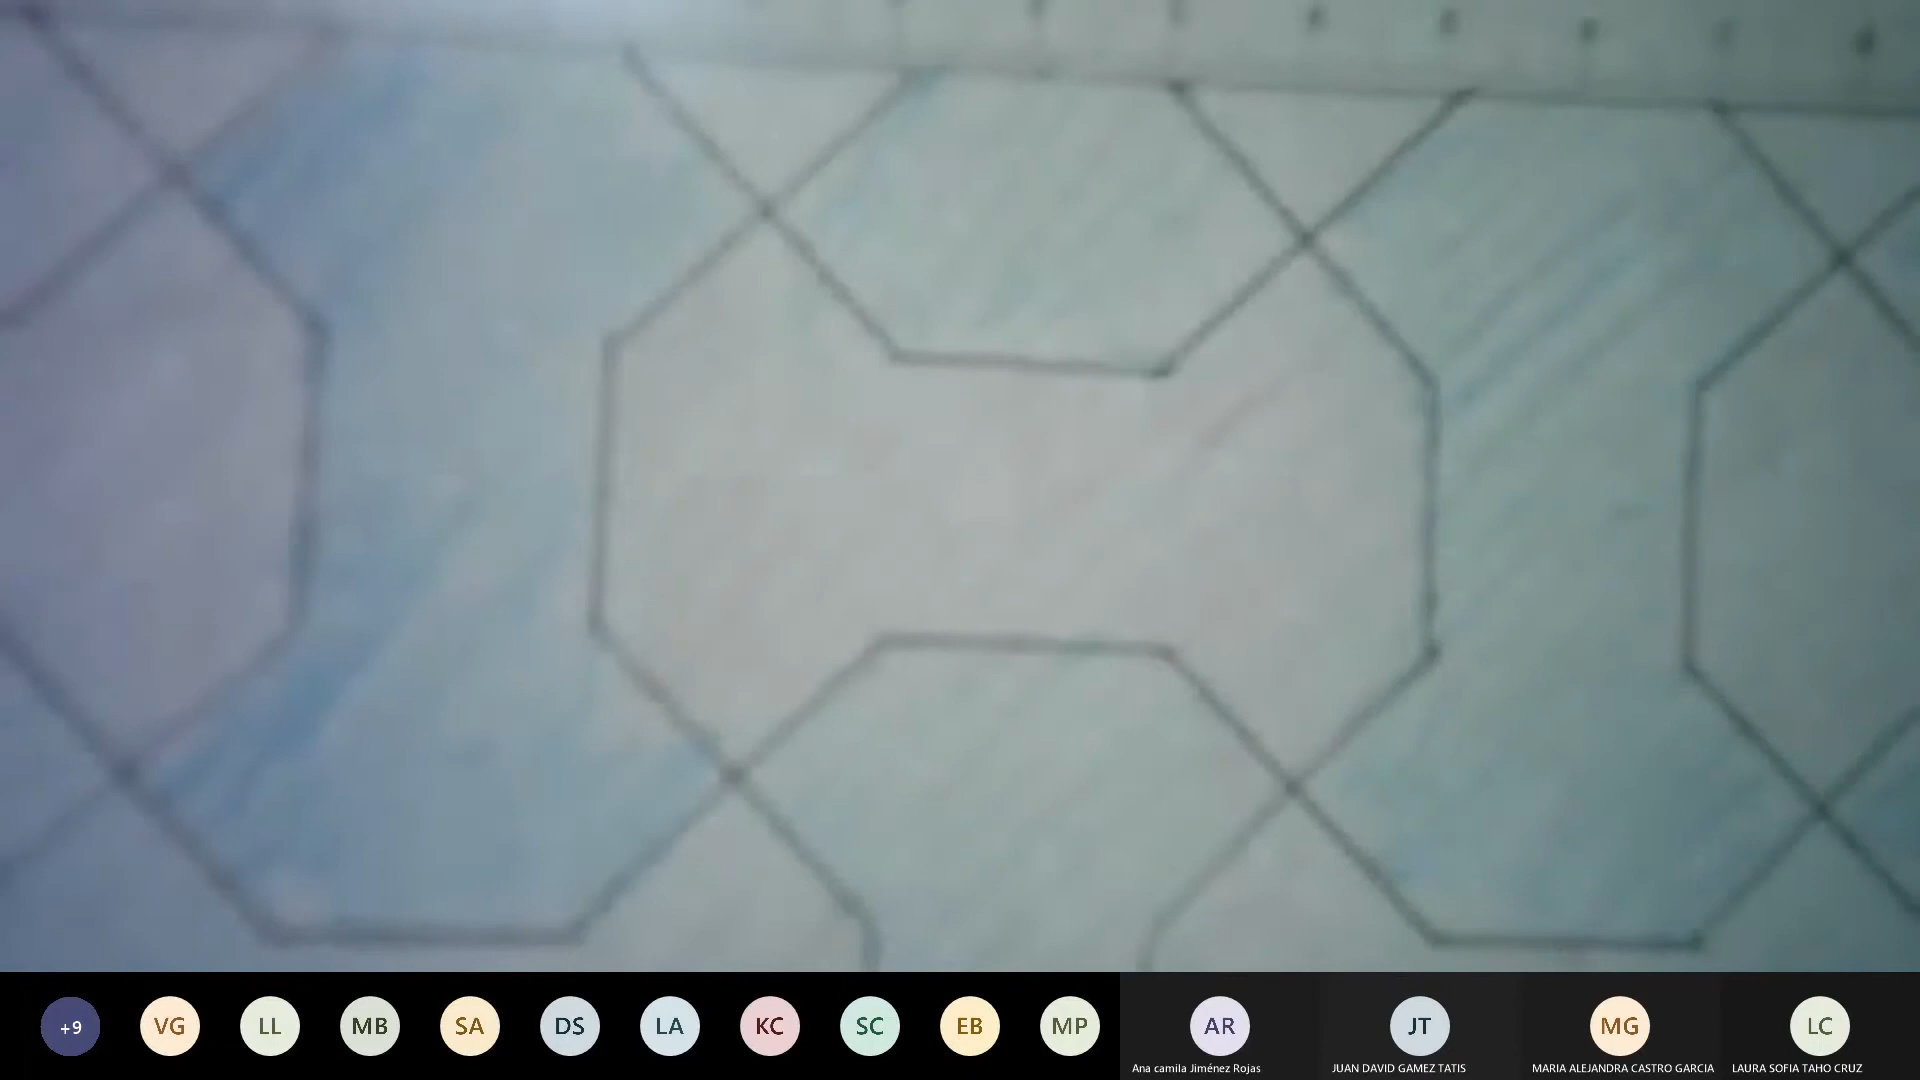 +9 VG LL MB SA DS LA KC SC EB MP AR JT MG LC
Ana camila Jiménez Rojas JUAN DAVID GAMEZ TATIS MARIA ALEJANDRA CASTRO GARCIA LAURA SOFIA TAHO CRUZ